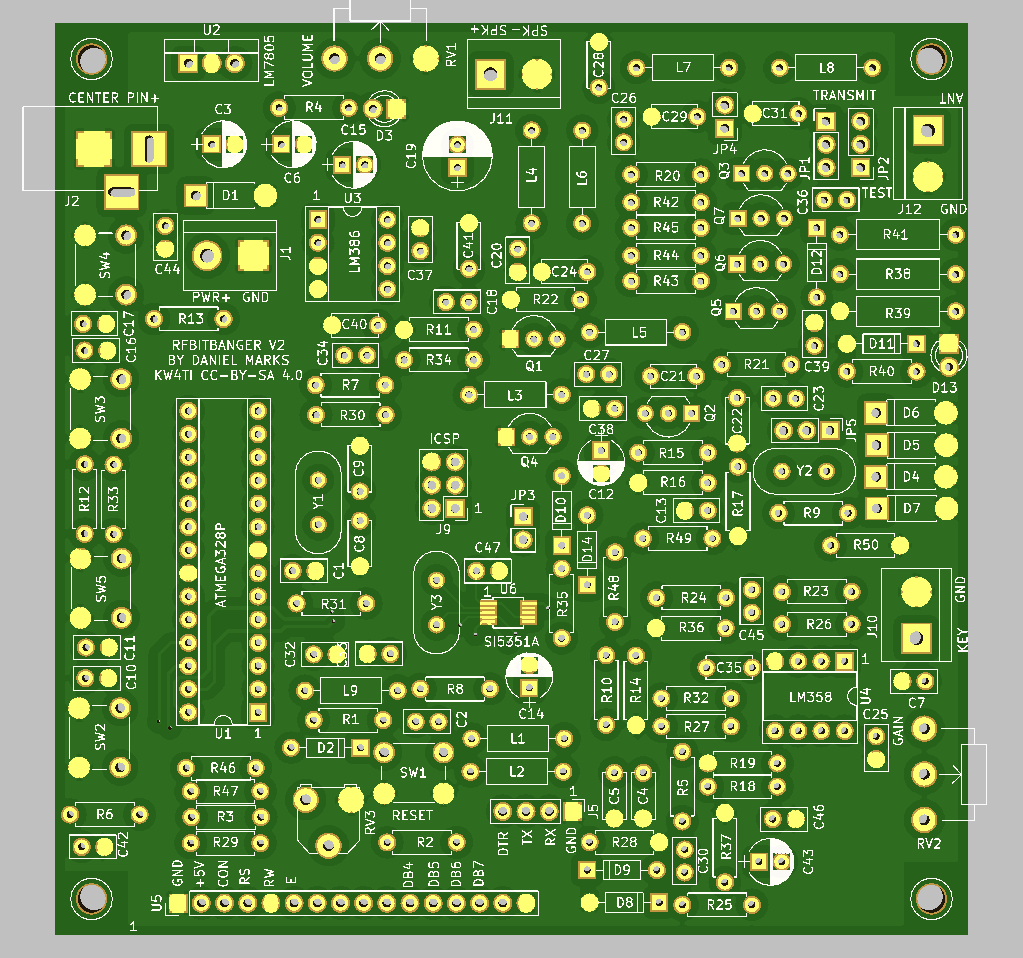 U2
LM7805
VOLUME
RV1
SPK- SPK+
J11
C28
L7
L8
TRANSMIT
ANT
CENTER PIN+
C3
R4
C15
D3
C26
C29
JP4
C31
J2
C6
C19
L4
L6
R20
Q3
JP1
JP2
D1
1
U3
R42
C36
TEST
J12
GND
SW4
C44
J1
LM386
C37
C41
C20
R45
Q7
D12
R41
C24
R44
Q6
R38
PWR+ GND
R43
C17
R13
C40
R11
C18
R22
L5
Q5
R39
C16
RFBITBANGER V2
BY DANIEL MARKS
KW4TI CC-BY-SA 4.0
C34
R34
Q1
C39
D11
R21
R40
D13
R7
C27
C21
C23
SW3
R30
L3
C38
Q2
C22
D6
JP5
ICSP
Q4
D5
R12
R33
C9
C12
R15
Y2
D4
Y1
R16
R17
J9
1
JP3
D10
C13
R9
D7
ATMEGA328P
C8
D14
R49
R50
SW5
C1
Y3
C47
U6
1
R35
R48
R24
C45
R23
GND
R31
SI5351A
R36
R26
J10
KEY
C11
C32
C35
1
C10
L9
R8
C14
R10
R14
R32
LM358
U4
C7
SW2
U1
1
R1
C2
R27
C25
GAIN
D2
L1
R46
SW1
L2
R5
R19
R47
C5
C4
R18
R6
R3
RV3
RESET
1
J5
C46
R2
DTR
TX
RX
GND
R28
R37
RV2
C42
R29
C30
C43
GND
+5V
CON
RS
RW
E
DB4
DB5
DB6
DB7
D9
U5
D8
R25
1